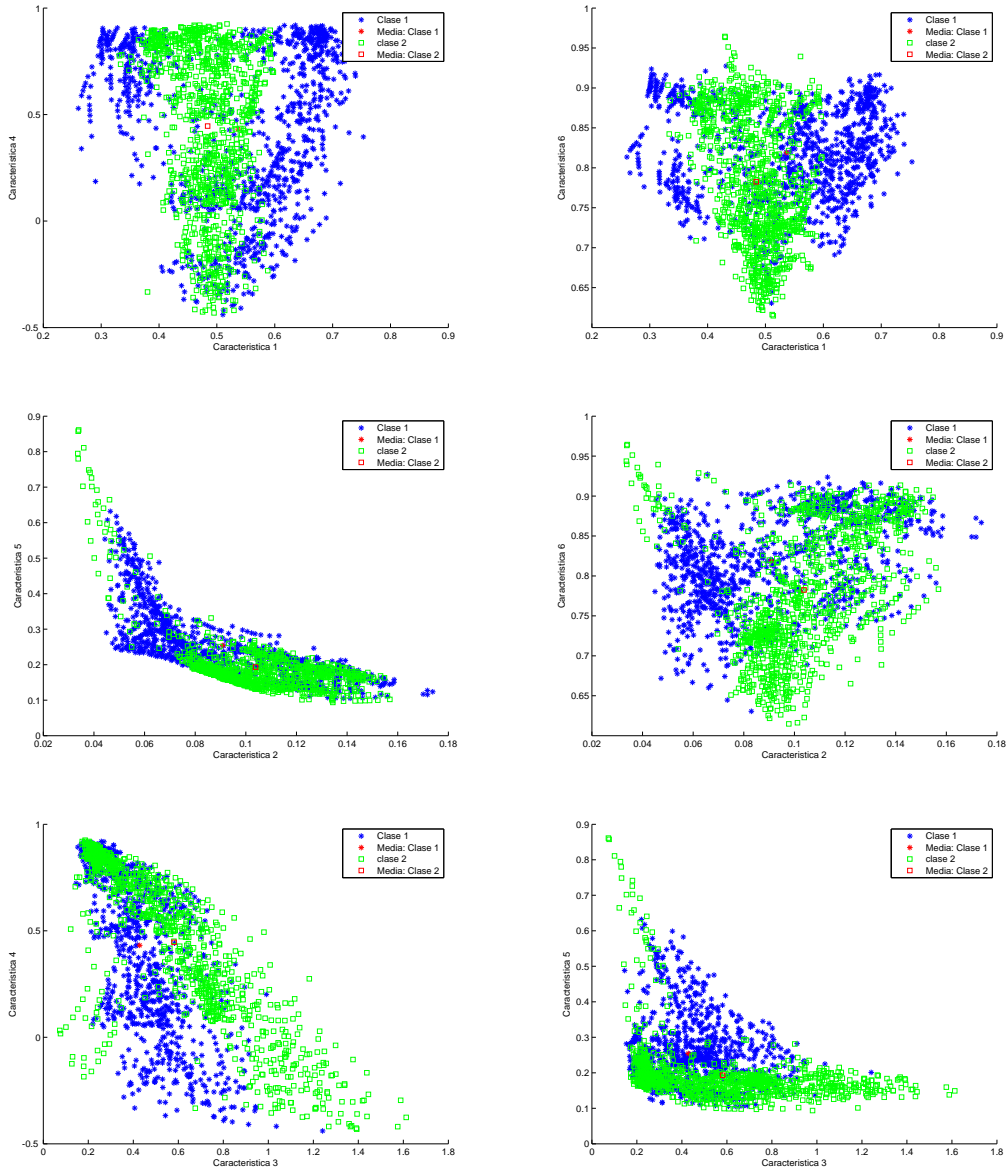 1
0.5
0
-0.5
0.2
0.3
0.4
0.5
0.6
0.7
0.8
0.9
Caracteristica 1
Caracteristica 4
Clase 1
Media: Clase 1
clase 2
Media: Clase 2
1
0.95
0.9
0.85
0.8
0.75
0.7
0.65
0.2
0.3
0.4
0.5
0.6
0.7
0.8
0.9
Caracteristica 1
Caracteristica 6
Clase 1
Media: Clase 1
clase 2
Media: Clase 2
0.9
0.8
0.7
0.6
0.5
0.4
0.3
0.2
0.1
0
0.02
0.04
0.06
0.08
0.1
0.12
0.14
0.16
0.18
Caracteristica 2
Caracteristica 5
Clase 1
Media: Clase 1
clase 2
Media: Clase 2
1
0.95
0.9
0.85
0.8
0.75
0.7
0.65
0.02
0.04
0.06
0.08
0.1
0.12
0.14
0.16
0.18
Caracteristica 2
Caracteristica 6
Clase 1
Media: Clase 1
clase 2
Media: Clase 2
1
0.5
0
-0.5
0
0.2
0.4
0.6
0.8
1
1.2
1.4
1.6
1.8
Caracteristica 3
Caracteristica 4
Clase 1
Media: Clase 1
clase 2
Media: Clase 2
0.9
0.8
0.7
0.6
0.5
0.4
0.3
0.2
0.1
0
0
0.2
0.4
0.6
0.8
1
1.2
1.4
1.6
1.8
Caracteristica 3
Caracteristica 5
Clase 1
Media: Clase 1
clase 2
Media: Clase 2